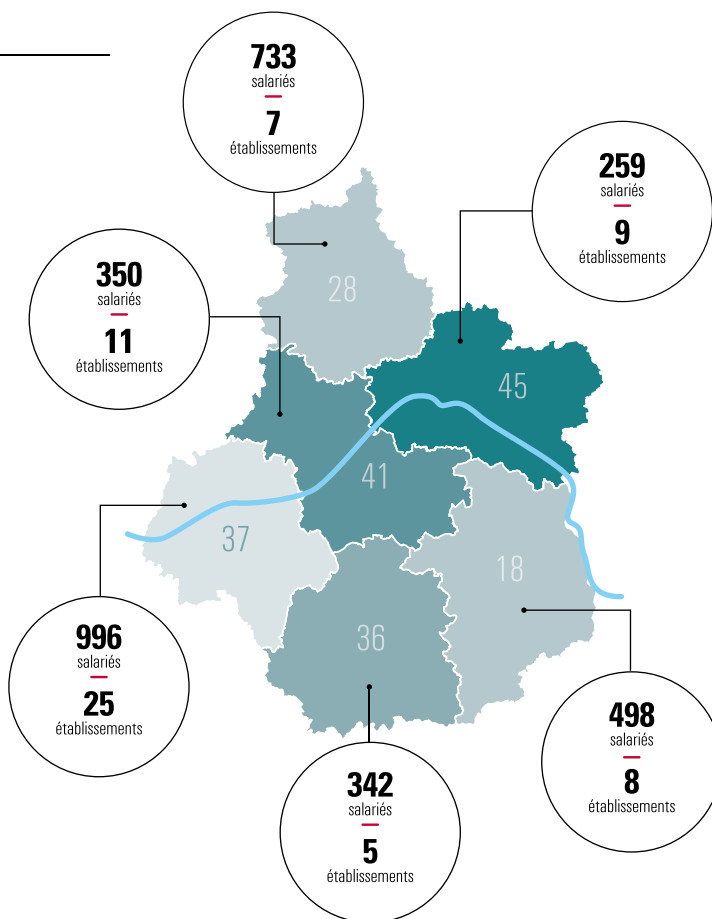 733
salariés
7
établissements
259
salariés
9
établissements
350
salariés
11
établissements
28
45
41
37
18
36
996
salariés
25
établissements
498
salariés
8
établissements
342
salariés
5
établissements